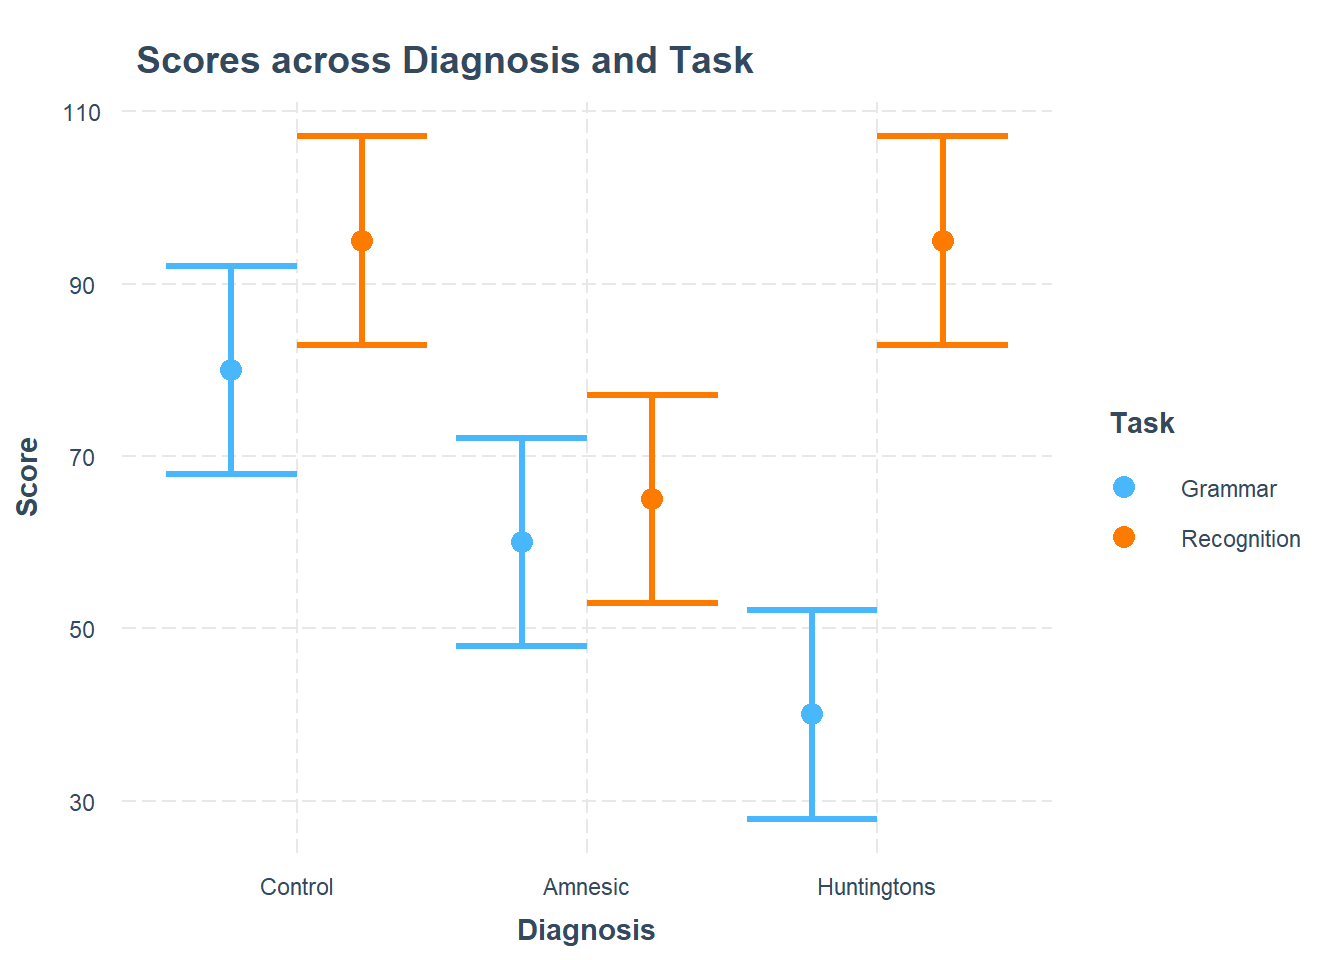 Scores across Diagnosis and Task
110
90
70
50
30
Score
Control
Amnesic
Huntingtons
Diagnosis
Task
Grammar
Recognition